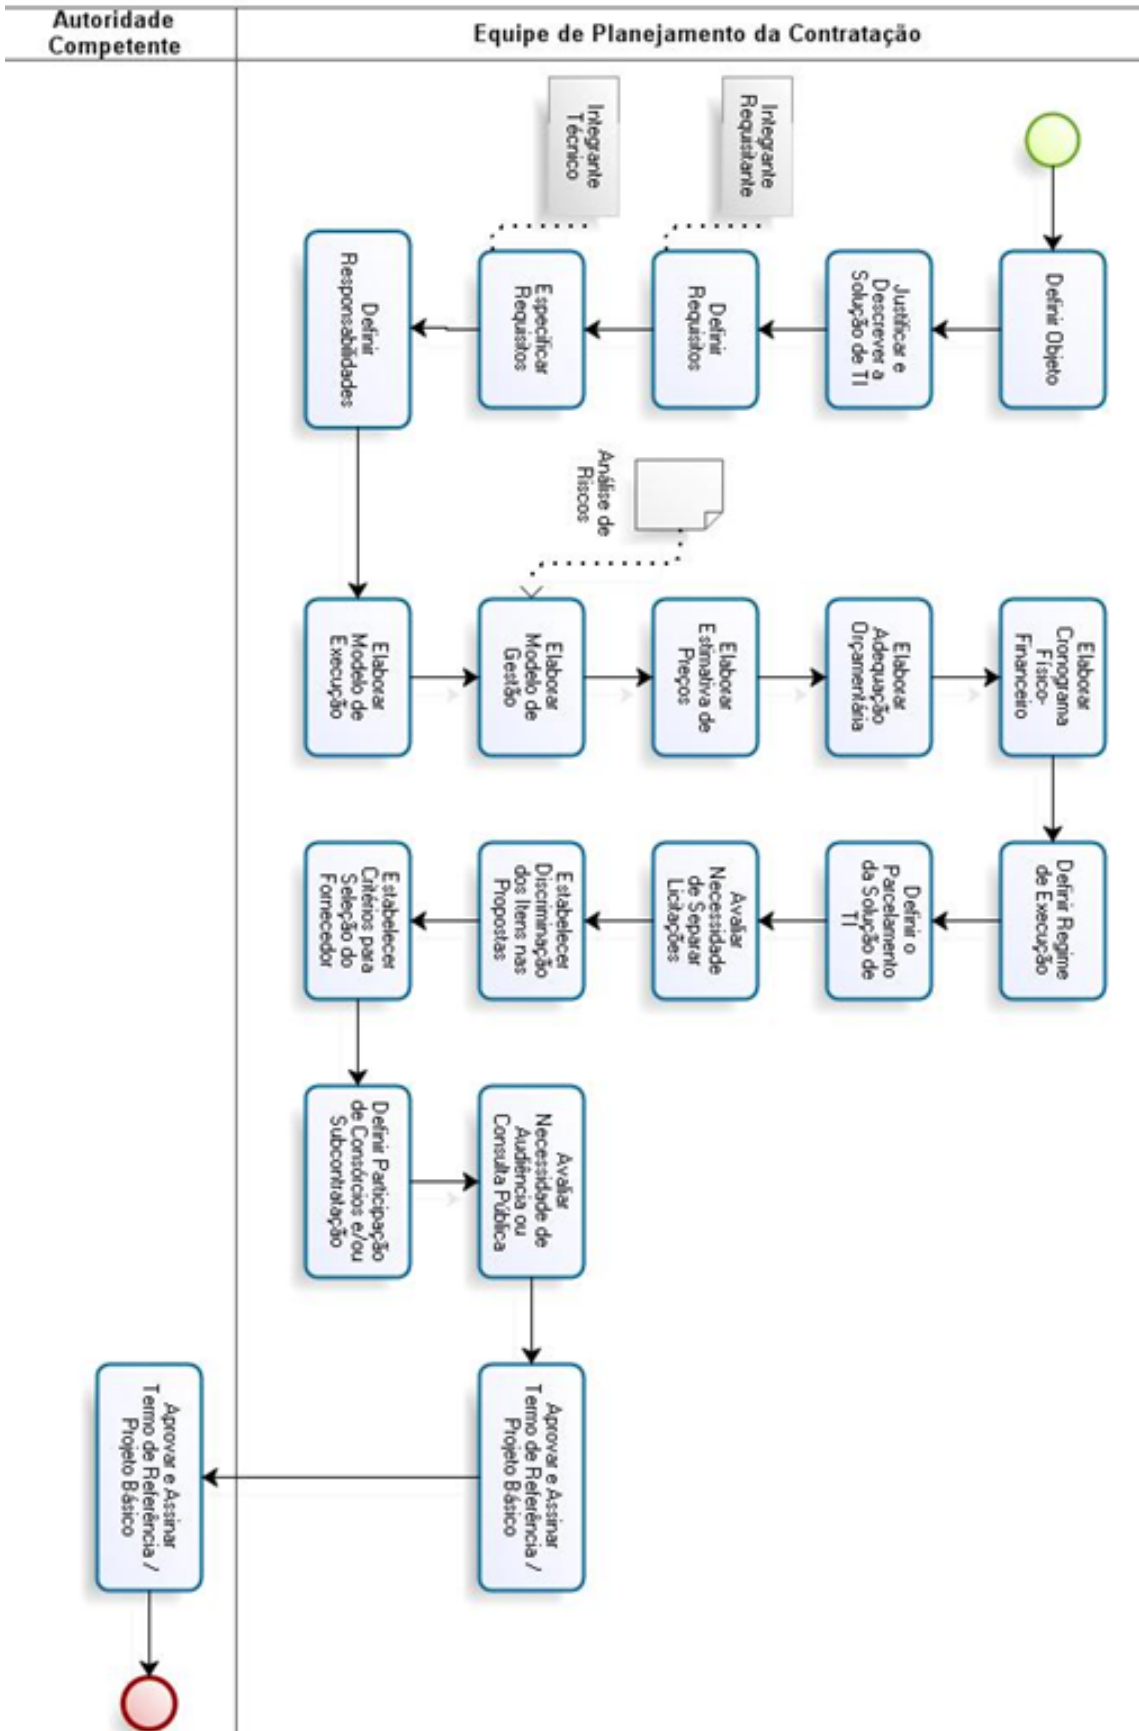 Autoridade
Competente
Equipe de Planejamento da Contratação
Integrante
Requisitante
Integrante
Técnico
Definir Objeto
Justificar e
Descrever a
Solução de TI
Definir
Requisitos
Especificar
Requisitos
Definir
Responsabilidades
Análise de
Riscos
Elaborar
Modelo de
Execução
Elaborar
Modelo de
Gestão
Elaborar
Estimativa de
Preços
Elaborar
Adequação
Orçamentária
Elaborar
Cronograma
Físico-
Financeiro
Definir Regime
de Execução
Definir o
Parcelamento
da Solução de
TI
Avaliar
Necessidade
de Separar
Licitações
Estabelecer
Discriminação
dos Itens nas
Propostas
Estabelecer
Critérios para
Seleção do
Fornecedor
Definir Participação
de Consórcios e/ou
Subcontratação
Avaliar
Necessidade de
Audiência ou
Consulta Pública
Aprovar e Assinar
Termo de Referência /
Projeto Básico
Aprovar e Assinar
Termo de Referência /
Projeto Básico